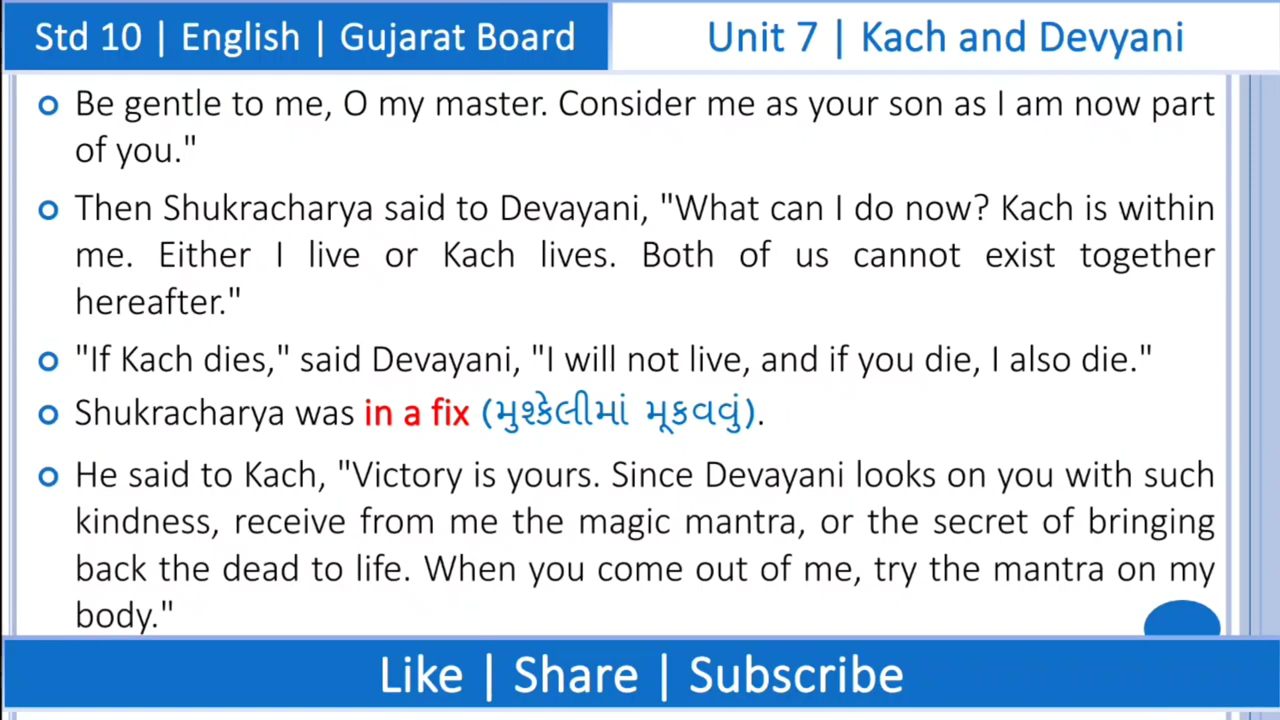 Std 10 | English | Gujarat Board
Unit 7 | Kach and Devyani
Be gentle to me, O my master. Consider me as your son as I am now part
of you."
Then Shukracharya said to Devayani, "What can I do now? Kach is within
me. Either I live or Kach lives. Both of us cannot exist together
hereafter."
"If Kach dies," said Devayani, "I will not live, and if you die, I also die."
Shukracharya was in a fix (મુશ્કેલીમાં મૂકવવું).
He said to Kach, "Victory is yours. Since Devayani looks on you with such
kindness, receive from me the magic mantra, or the secret of bringing
back the dead to life. When you come out of me, try the mantra on my
body."
Like | Share | Subscribe